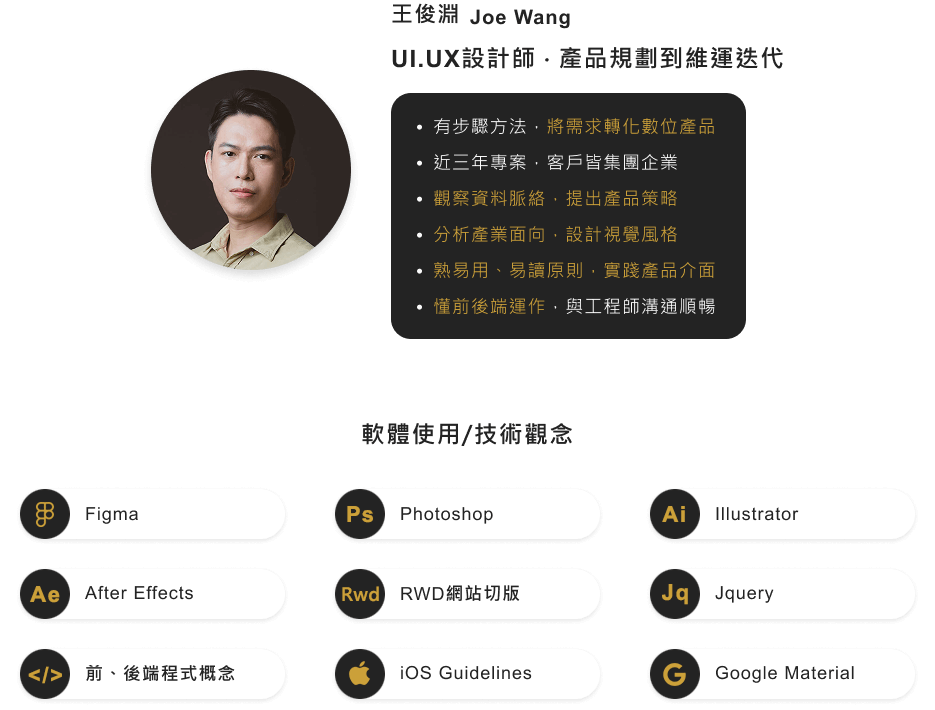 王俊淵 Joe Wang
UI.UX設計師．產品規劃到維運迭代
有步驟方法，將需求轉化數位產品
近三年專案，客戶皆集團企業
觀察資料脈絡，提出產品策略
分析產業面向，設計視覺風格
熟易用、易讀原則，實踐產品介面
懂前後端運作，與工程師溝通順暢
軟體使用/技術觀念
Figma
Ps Photoshop
Ai Illustrator
Ae After Effects
Rwd RWD網站切版
Jq Jquery
</> 前、後端程式概念
iOS Guidelines
G Google Material